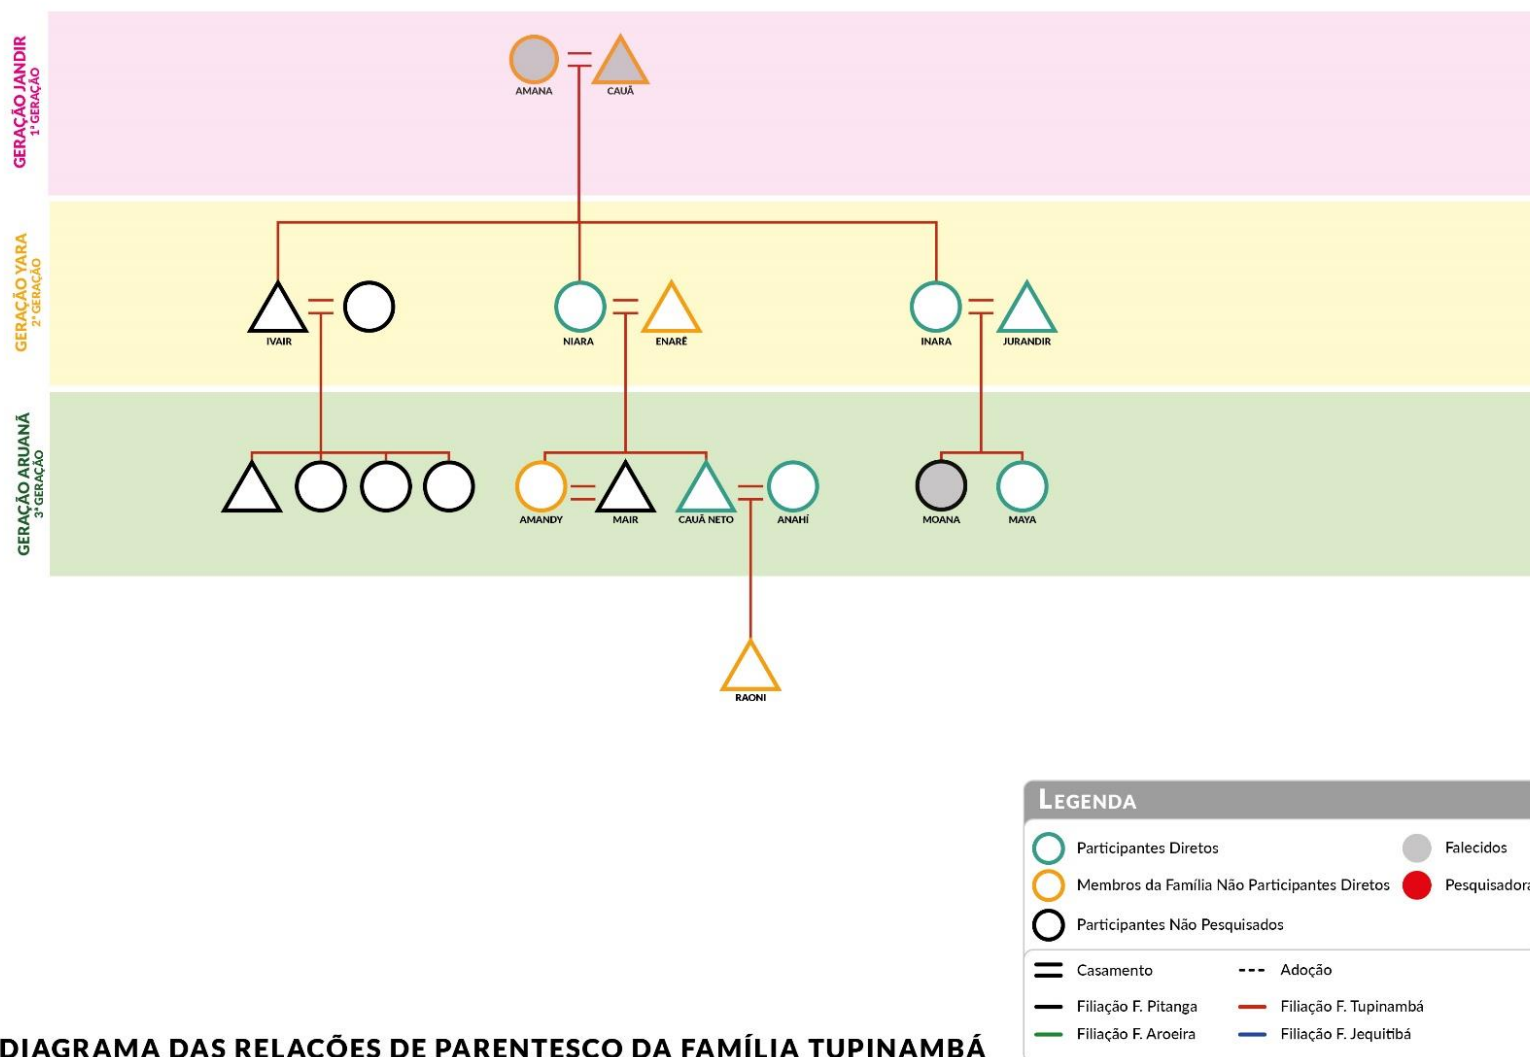 GERAÇÃO JANDIR
1ª GERAÇÃO
AMANA
CAUÃ
GERAÇÃO YARA
2ª GERAÇÃO
IVAIR
NIARA
ENARÊ
INARA
JURANDIR
GERAÇÃO ARUANÃ
3ª GERAÇÃO
AMANDY
MAIR
CAUÃ NETO
ANAHÍ
MOANA
MAYA
RAONI
LEGENDA
Participantes Diretos
Falecidos
Membros da Família Não Participantes Diretos
Pesquisadora
Participantes Não Pesquisados
Casamento
Adoção
Filiação F. Pitanga
Filiação F. Tupinambá
Filiação F. Aroeira
Filiação F. Jequitibá
DIAGRAMA DAS RELAÇÕES DE PARENTESCO DA FAMÍLIA TUPINAMBÁ